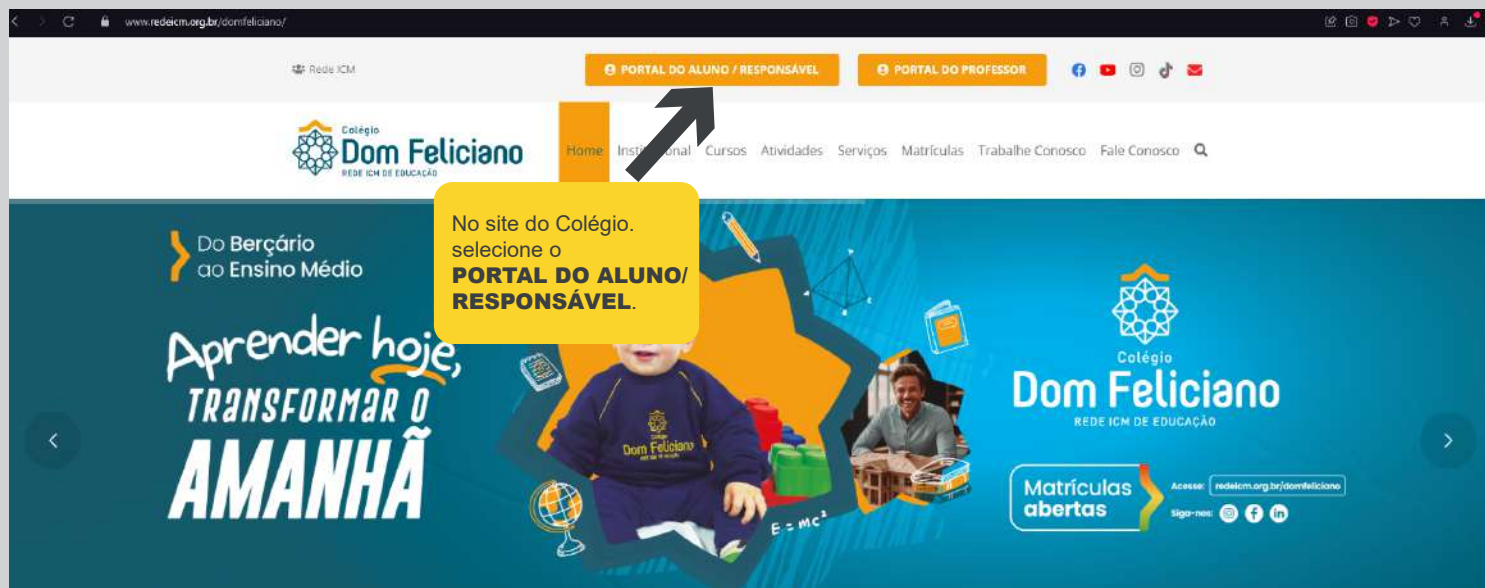 www.redeicm.org.br/domfeliciano/
Rede ICM
PORTAL DO ALUNO / RESPONSÁVEL
PORTAL DO PROFESSOR
Colégio
Dom Feliciano
REDE ICM DE EDUCAÇÃO
Home Institucional Cursos Atividades Serviços Matrículas Trabalhe Conosco Fale Conosco
No site do Colégio.
selecione o
PORTAL DO ALUNO/
RESPONSÁVEL.
Do Berçário
ao Ensino Médio
Aprender hoje,
TRANSFORMAR O
AMANHÃ
Colégio
Dom Feliciano
E = mc²
Colégio
Dom Feliciano
REDE ICM DE EDUCAÇÃO
Matrículas
abertas
Acesse: redeicm.org.br/domfeliciano
Siga-nos: